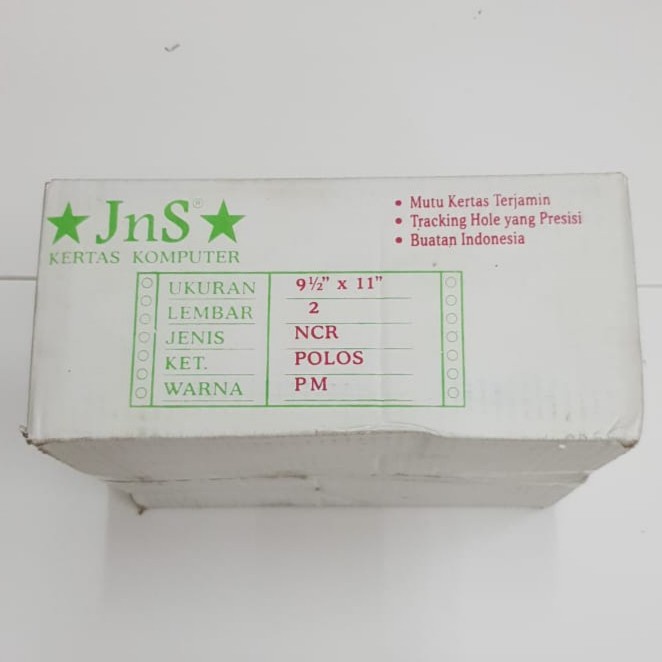 ★ JnS® ★
KERTAS KOMPUTER
• Mutu Kertas Terjamin
• Tracking Hole yang Presisi
• Buatan Indonesia
UKURAN 9½" x 11"
LEMBAR 2
JENIS NCR
KET. POLOS
WARNA PM